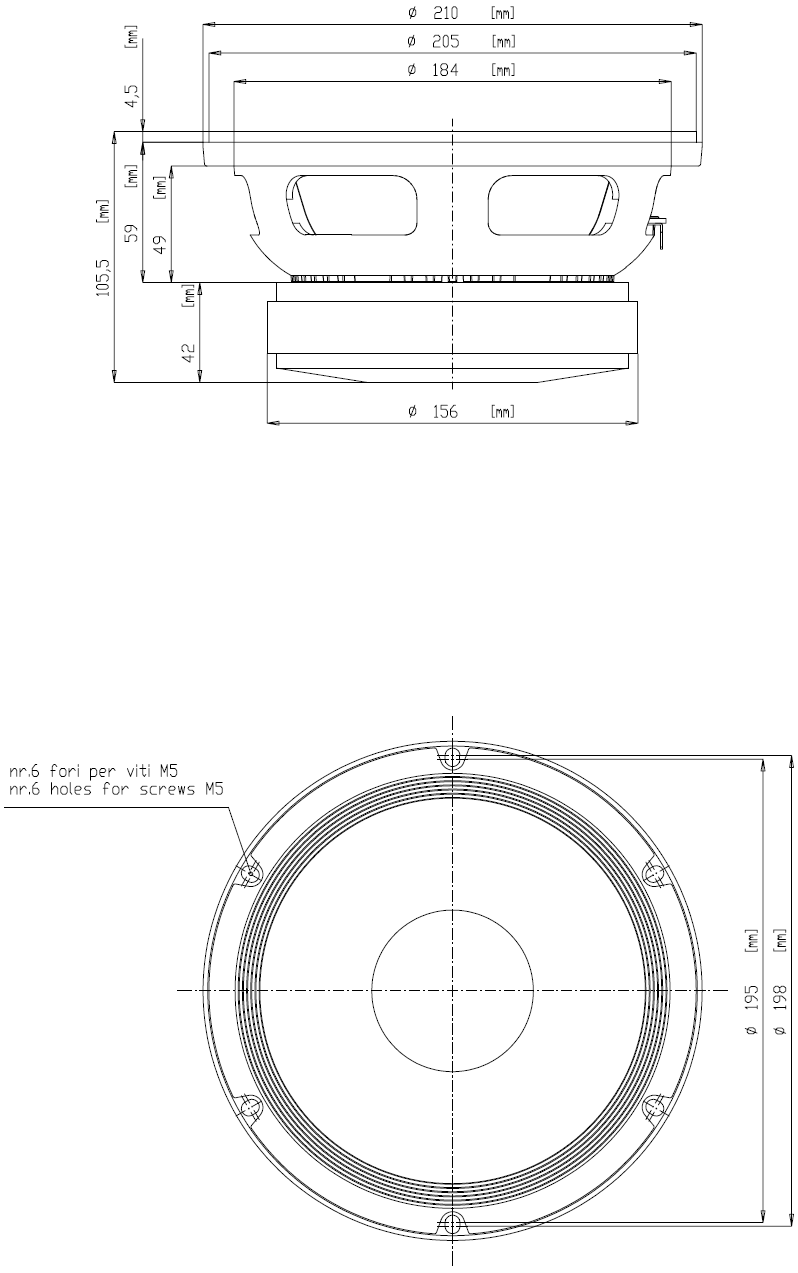 ø 210 [mm]
ø 205 [mm]
ø 184 [mm]
4,5 [mm]
105,5 [mm]
59 [mm]
49 [mm]
42 [mm]
ø 156 [mm]
nr.6 fori per viti M5
nr.6 holes for screws M5
ø 195 [mm]
ø 198 [mm]